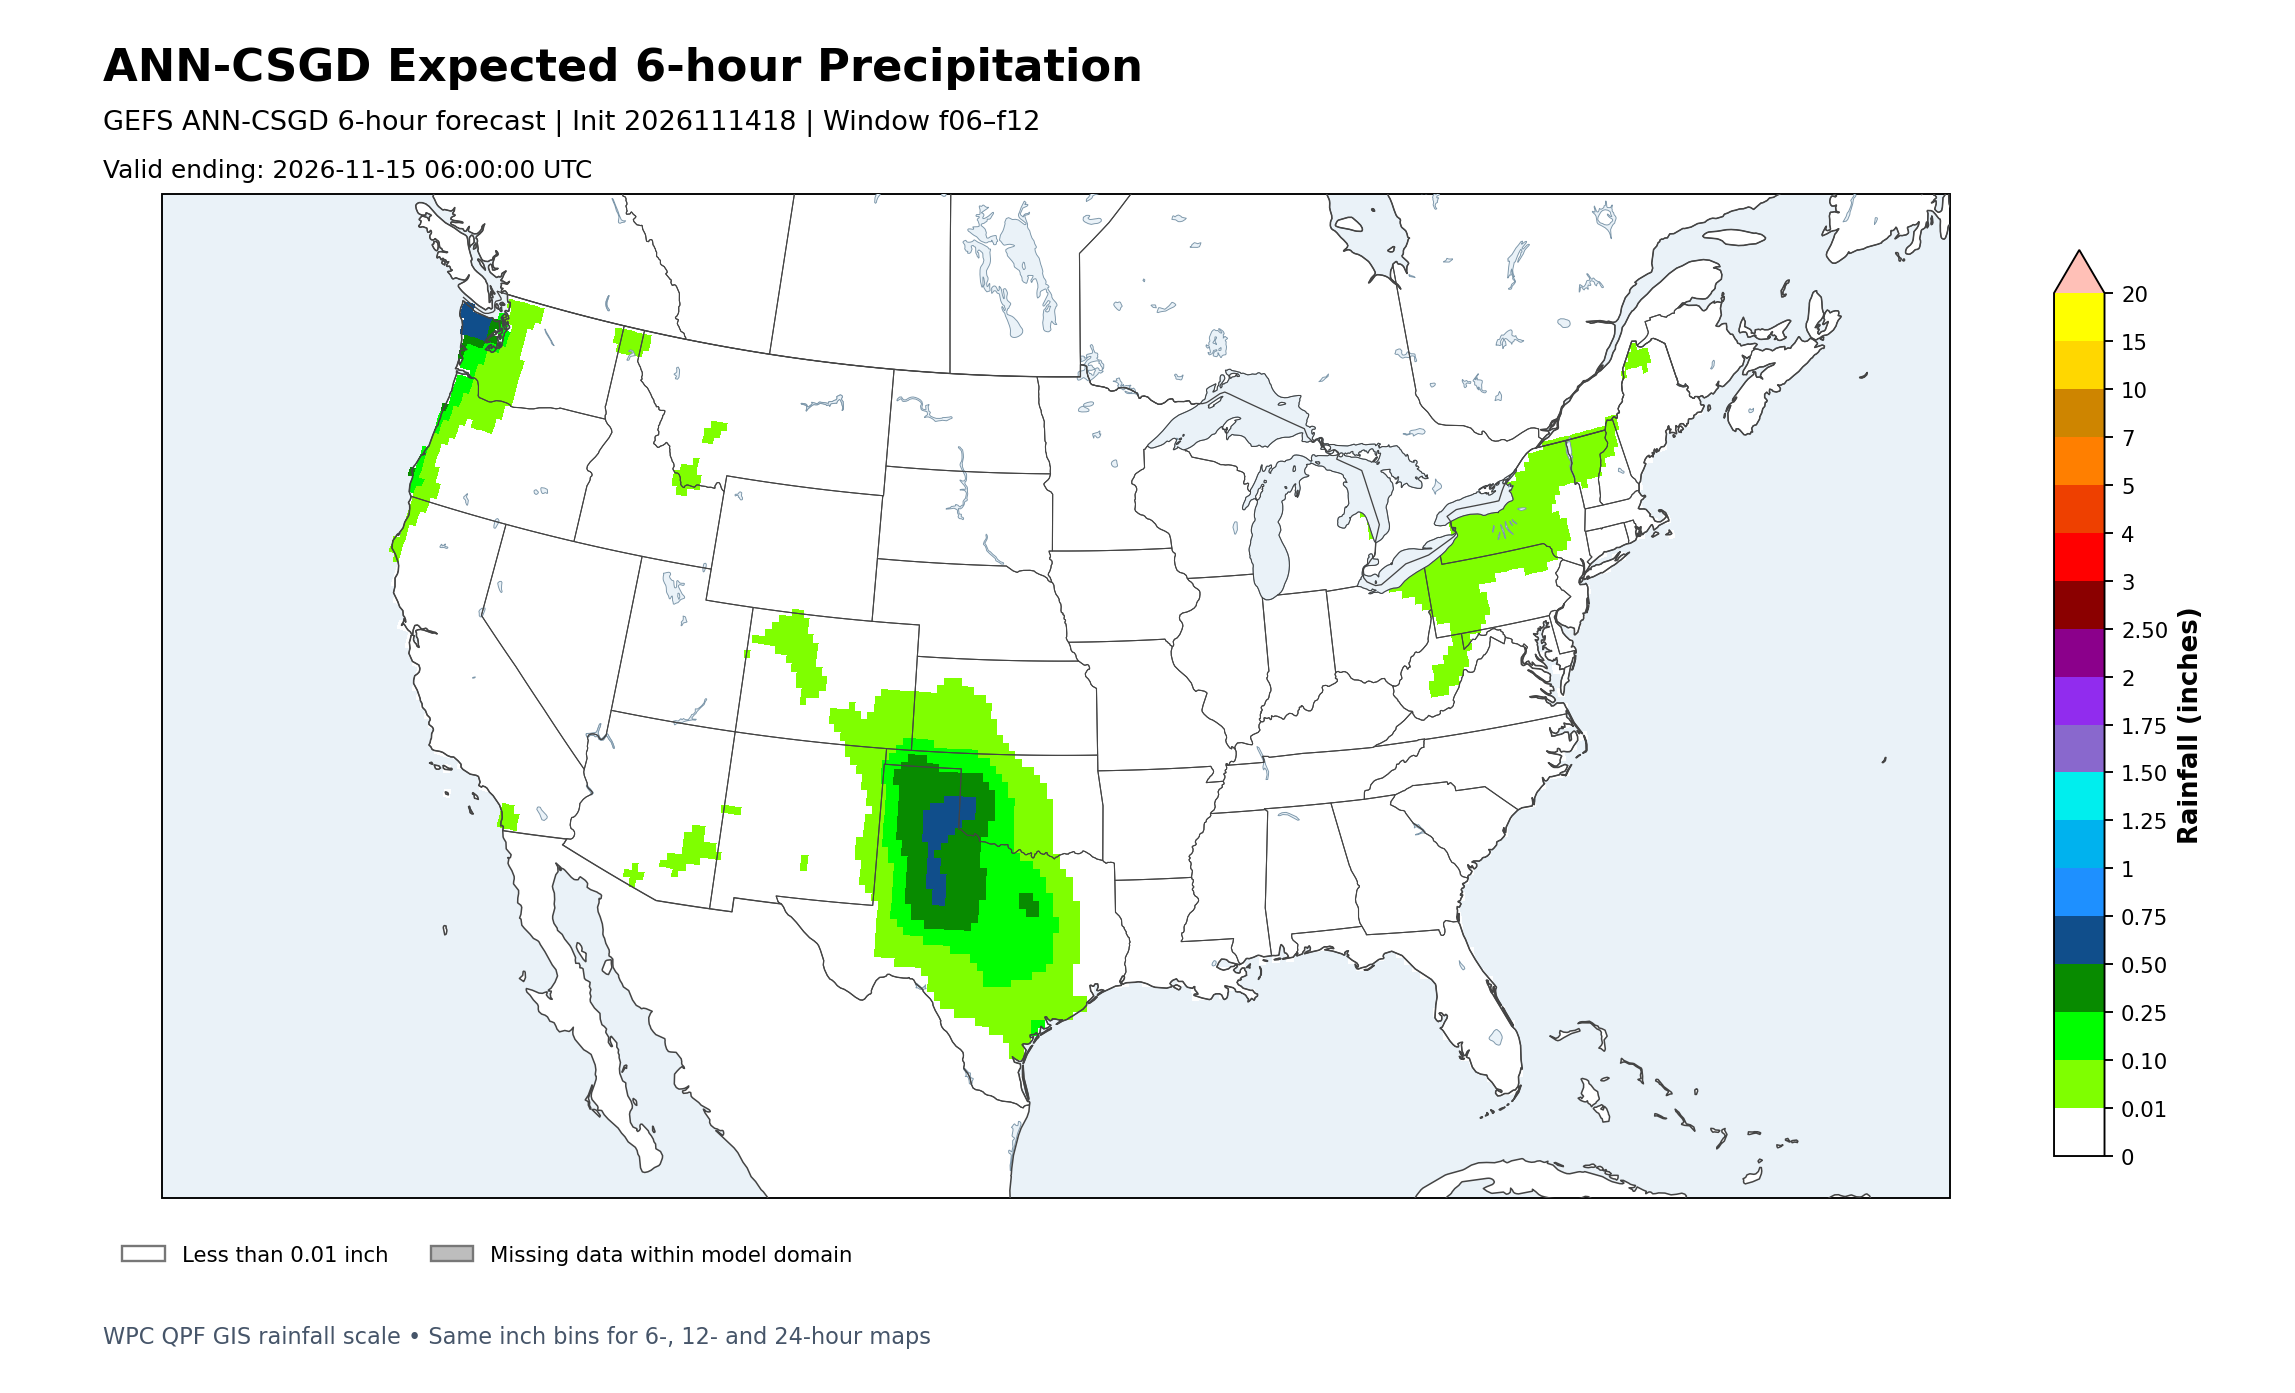 ANN-CSGD Expected 6-hour Precipitation
GEFS ANN-CSGD 6-hour forecast | Init 2026111418 | Window f06–f12
Valid ending: 2026-11-15 06:00:00 UTC
20
15
10
7
5
4
3
2.50
2
1.75
1.50
1.25
1
0.75
0.50
0.25
0.10
0.01
0
Rainfall (inches)
Less than 0.01 inch
Missing data within model domain
WPC QPF GIS rainfall scale • Same inch bins for 6-, 12- and 24-hour maps